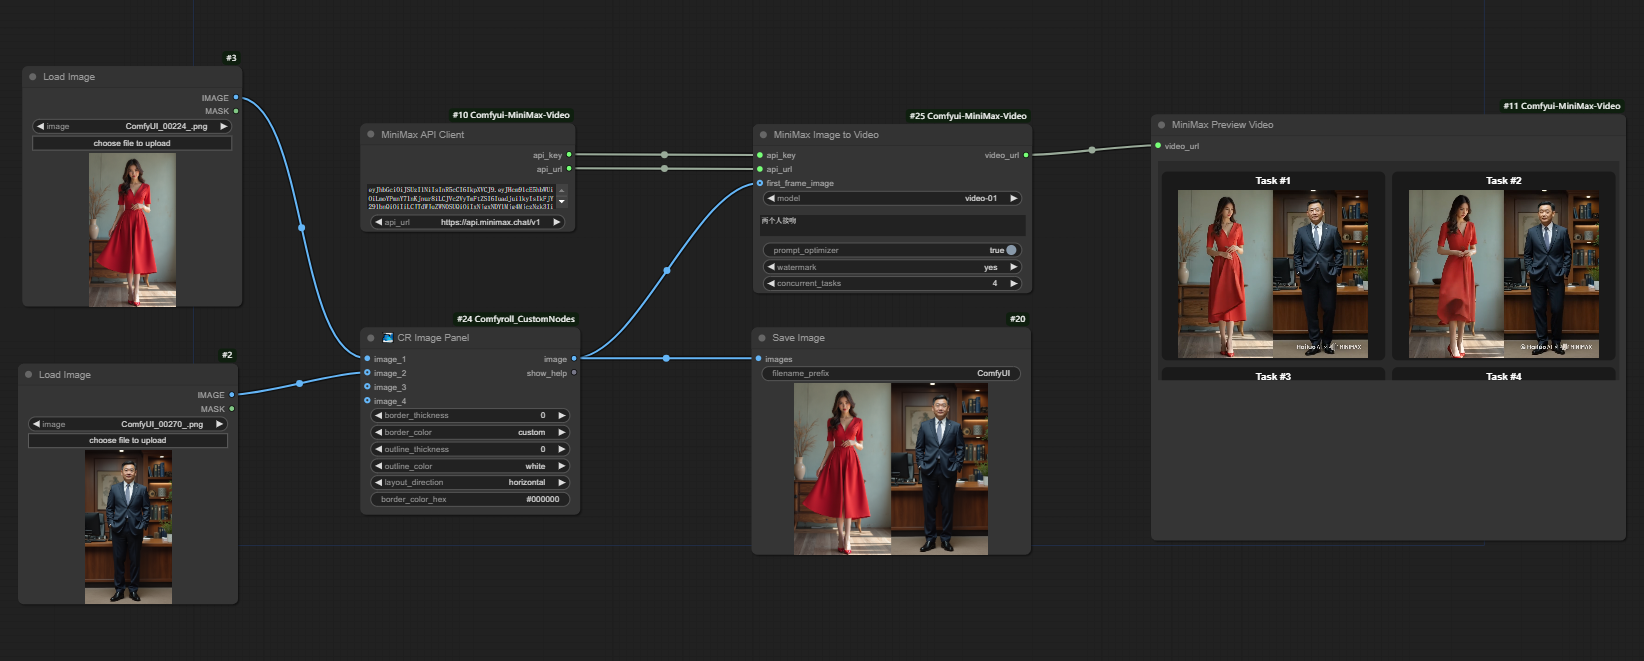 #3
Load Image
IMAGE
MASK
image ComfyUI_00224_.png
choose file to upload
#2
Load Image
IMAGE
MASK
image ComfyUI_00270_.png
choose file to upload
#10 Comfyui-MiniMax-Video
MiniMax API Client
api_key
api_url
api_url https://api.minimax.chat/v1
#24 Comfyroll_CustomNodes
CR Image Panel
image_1 image
image_2 show_help
image_3
image_4
border_thickness 0
border_color custom
outline_thickness 0
outline_color white
layout_direction horizontal
border_color_hex #000000
#25 Comfyui-MiniMax-Video
MiniMax Image to Video
api_key video_url
api_url
first_frame_image
model video-01
两个人接吻
prompt_optimizer true
watermark yes
concurrent_tasks 4
#20
Save Image
images
filename_prefix ComfyUI
#11 Comfyui-MiniMax-Video
MiniMax Preview Video
video_url
Task #1 Task #2
Hailuo AI MINIMAX Hailuo AI MINIMAX
Task #3 Task #4